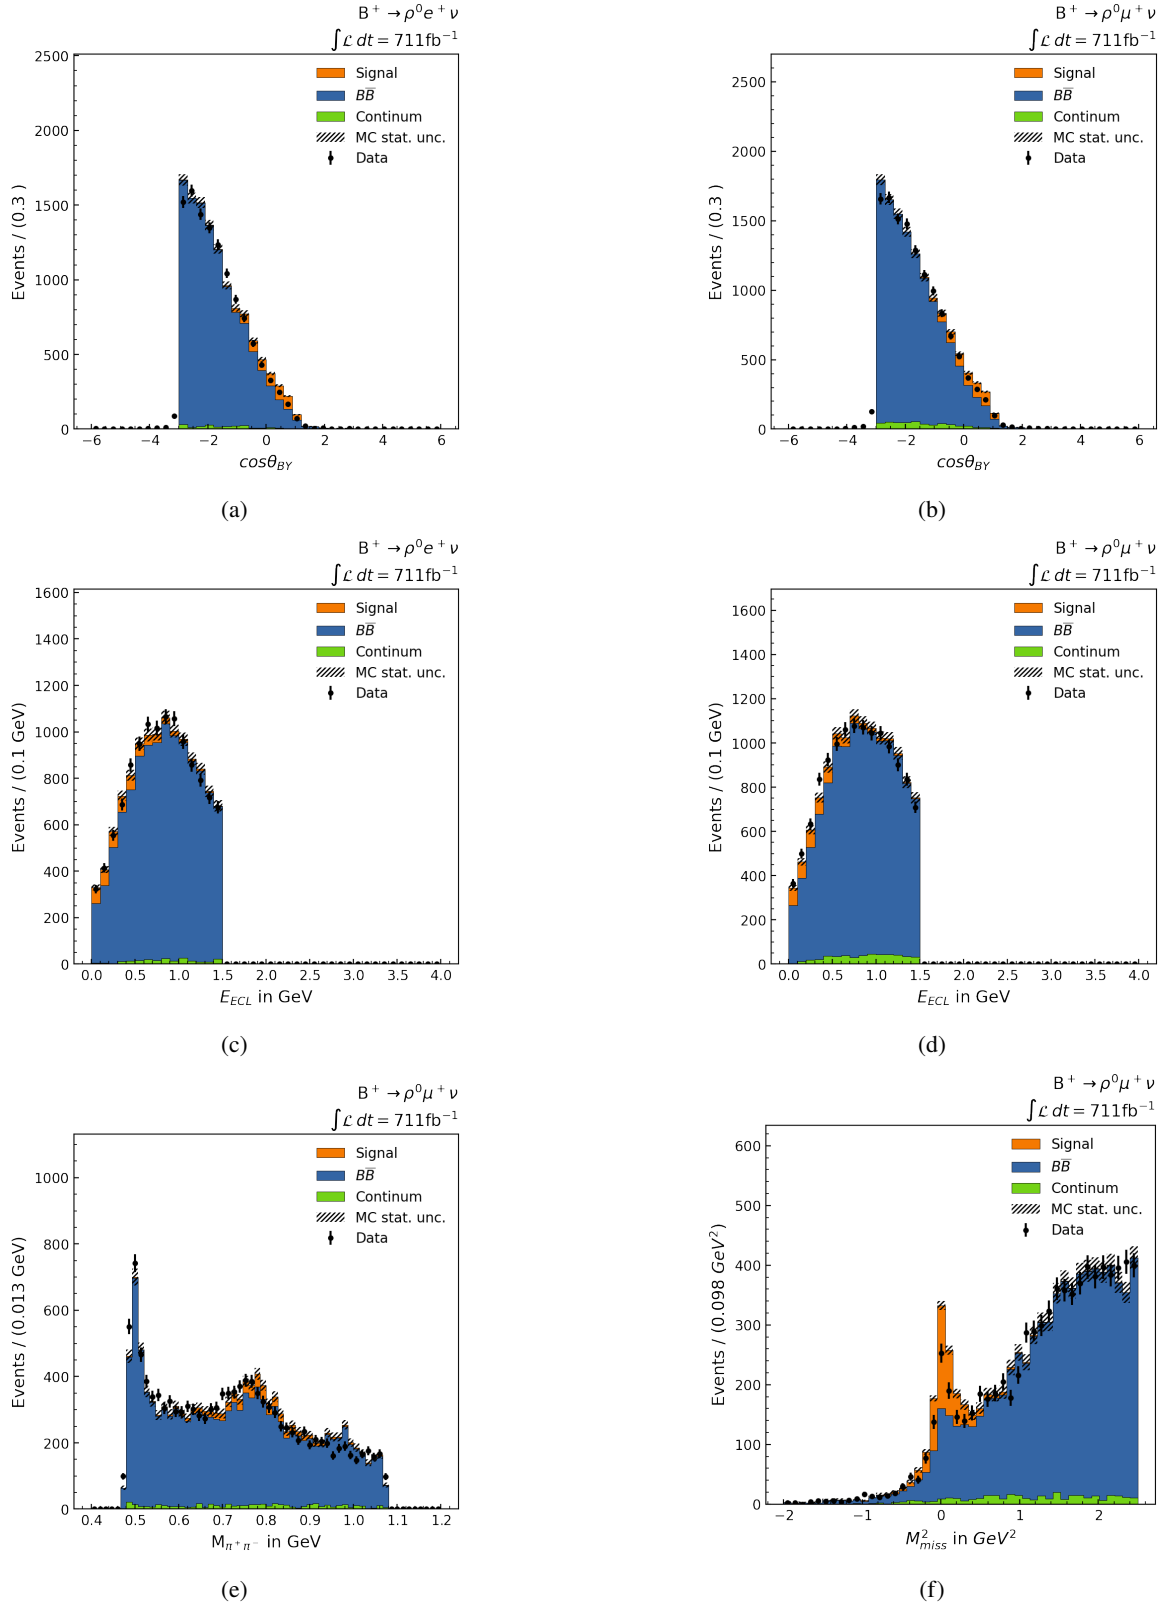 B⁺ → ρ⁰e⁺ν
∫ℒ dt = 711fb⁻¹
Signal
BB̅
Continum
MC stat. unc.
Data
2500
2000
1500
1000
500
0
Events / (0.3 )
−6 −4 −2 0 2 4 6
cosθ_BY
(a)
B⁺ → ρ⁰μ⁺ν
∫ℒ dt = 711fb⁻¹
Signal
BB̅
Continum
MC stat. unc.
Data
2500
2000
1500
1000
500
0
Events / (0.3 )
−6 −4 −2 0 2 4 6
cosθ_BY
(b)
B⁺ → ρ⁰e⁺ν
∫ℒ dt = 711fb⁻¹
Signal
BB̅
Continum
MC stat. unc.
Data
1600
1400
1200
1000
800
600
400
200
0
Events / (0.1 GeV)
0.0 0.5 1.0 1.5 2.0 2.5 3.0 3.5 4.0
E_ECL in GeV
(c)
B⁺ → ρ⁰μ⁺ν
∫ℒ dt = 711fb⁻¹
Signal
BB̅
Continum
MC stat. unc.
Data
1600
1400
1200
1000
800
600
400
200
0
Events / (0.1 GeV)
0.0 0.5 1.0 1.5 2.0 2.5 3.0 3.5 4.0
E_ECL in GeV
(d)
B⁺ → ρ⁰μ⁺ν
∫ℒ dt = 711fb⁻¹
Signal
BB̅
Continum
MC stat. unc.
Data
1000
800
600
400
200
0
Events / (0.013 GeV)
0.4 0.5 0.6 0.7 0.8 0.9 1.0 1.1 1.2
M_π⁺π⁻ in GeV
(e)
B⁺ → ρ⁰μ⁺ν
∫ℒ dt = 711fb⁻¹
Signal
BB̅
Continum
MC stat. unc.
Data
600
500
400
300
200
100
0
Events / (0.098 GeV²)
−2 −1 0 1 2
M²_miss in GeV²
(f)